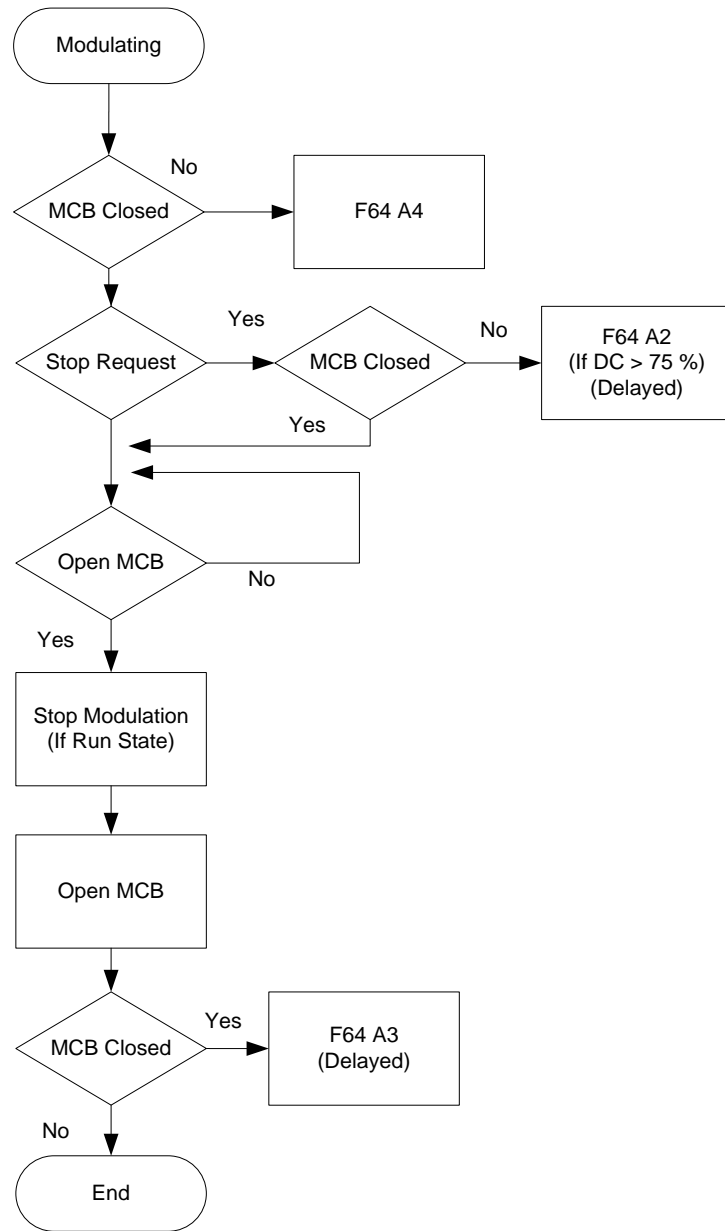 Modulating
No
MCB Closed
F64 A4
Yes
Stop Request
MCB Closed
No
F64 A2
(If DC > 75 %)
(Delayed)
Yes
Open MCB
No
Yes
Stop Modulation
(If Run State)
Open MCB
MCB Closed
Yes
F64 A3
(Delayed)
No
End